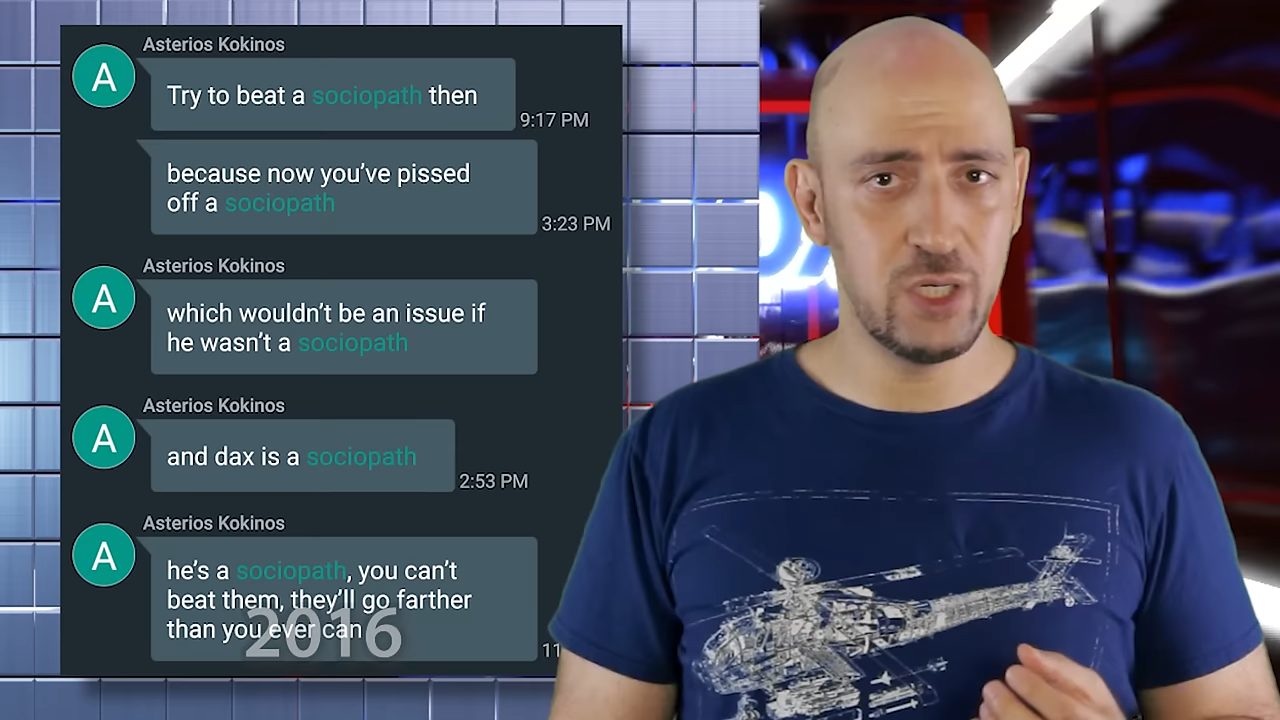 Asterios Kokinos
A
Try to beat a sociopath then
9:17 PM
because now you've pissed
off a sociopath
3:23 PM
Asterios Kokinos
A
which wouldn't be an issue if
he wasn't a sociopath
Asterios Kokinos
A
and dax is a sociopath
2:53 PM
Asterios Kokinos
A
he's a sociopath, you can't
beat them, they'll go farther
than you ever can
11
2016